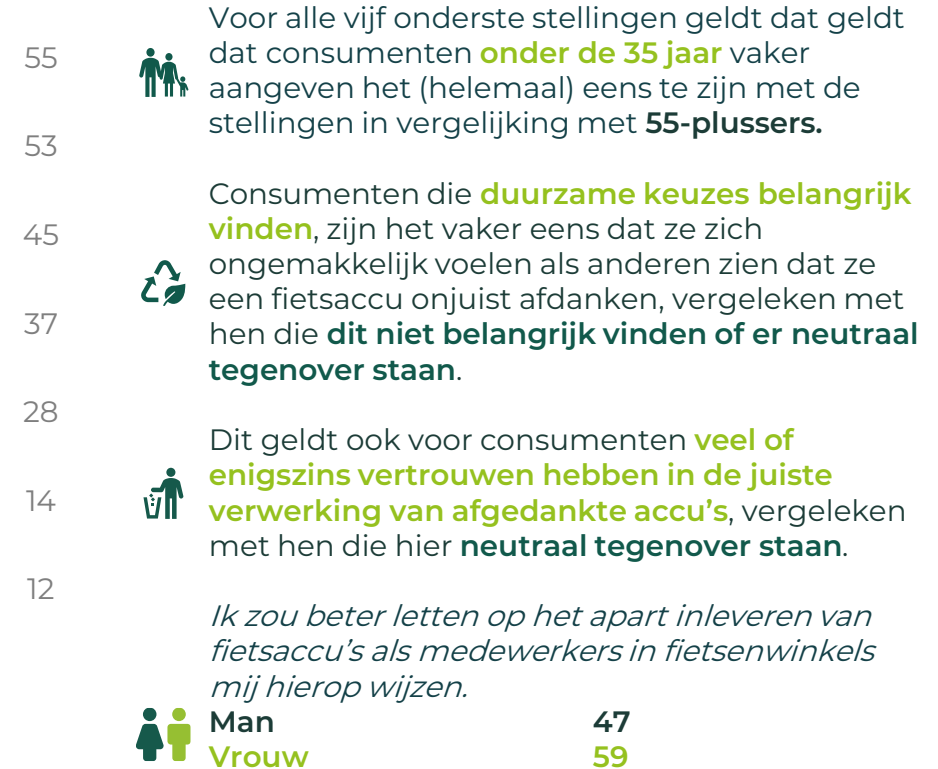 55
53
45
37
28
14
12
Voor alle vijf onderste stellingen geldt dat geldt
dat consumenten onder de 35 jaar vaker
aangeven het (helemaal) eens te zijn met de
stellingen in vergelijking met 55-plussers.
Consumenten die duurzame keuzes belangrijk
vinden, zijn het vaker eens dat ze zich
ongemakkelijk voelen als anderen zien dat ze
een fietsaccu onjuist afdanken, vergeleken met
hen die dit niet belangrijk vinden of er neutraal
tegenover staan.
Dit geldt ook voor consumenten veel of
enigszins vertrouwen hebben in de juiste
verwerking van afgedankte accu's, vergeleken
met hen die hier neutraal tegenover staan.
Ik zou beter letten op het apart inleveren van
fietsaccu's als medewerkers in fietsenwinkels
mij hierop wijzen.
Man 47
Vrouw 59